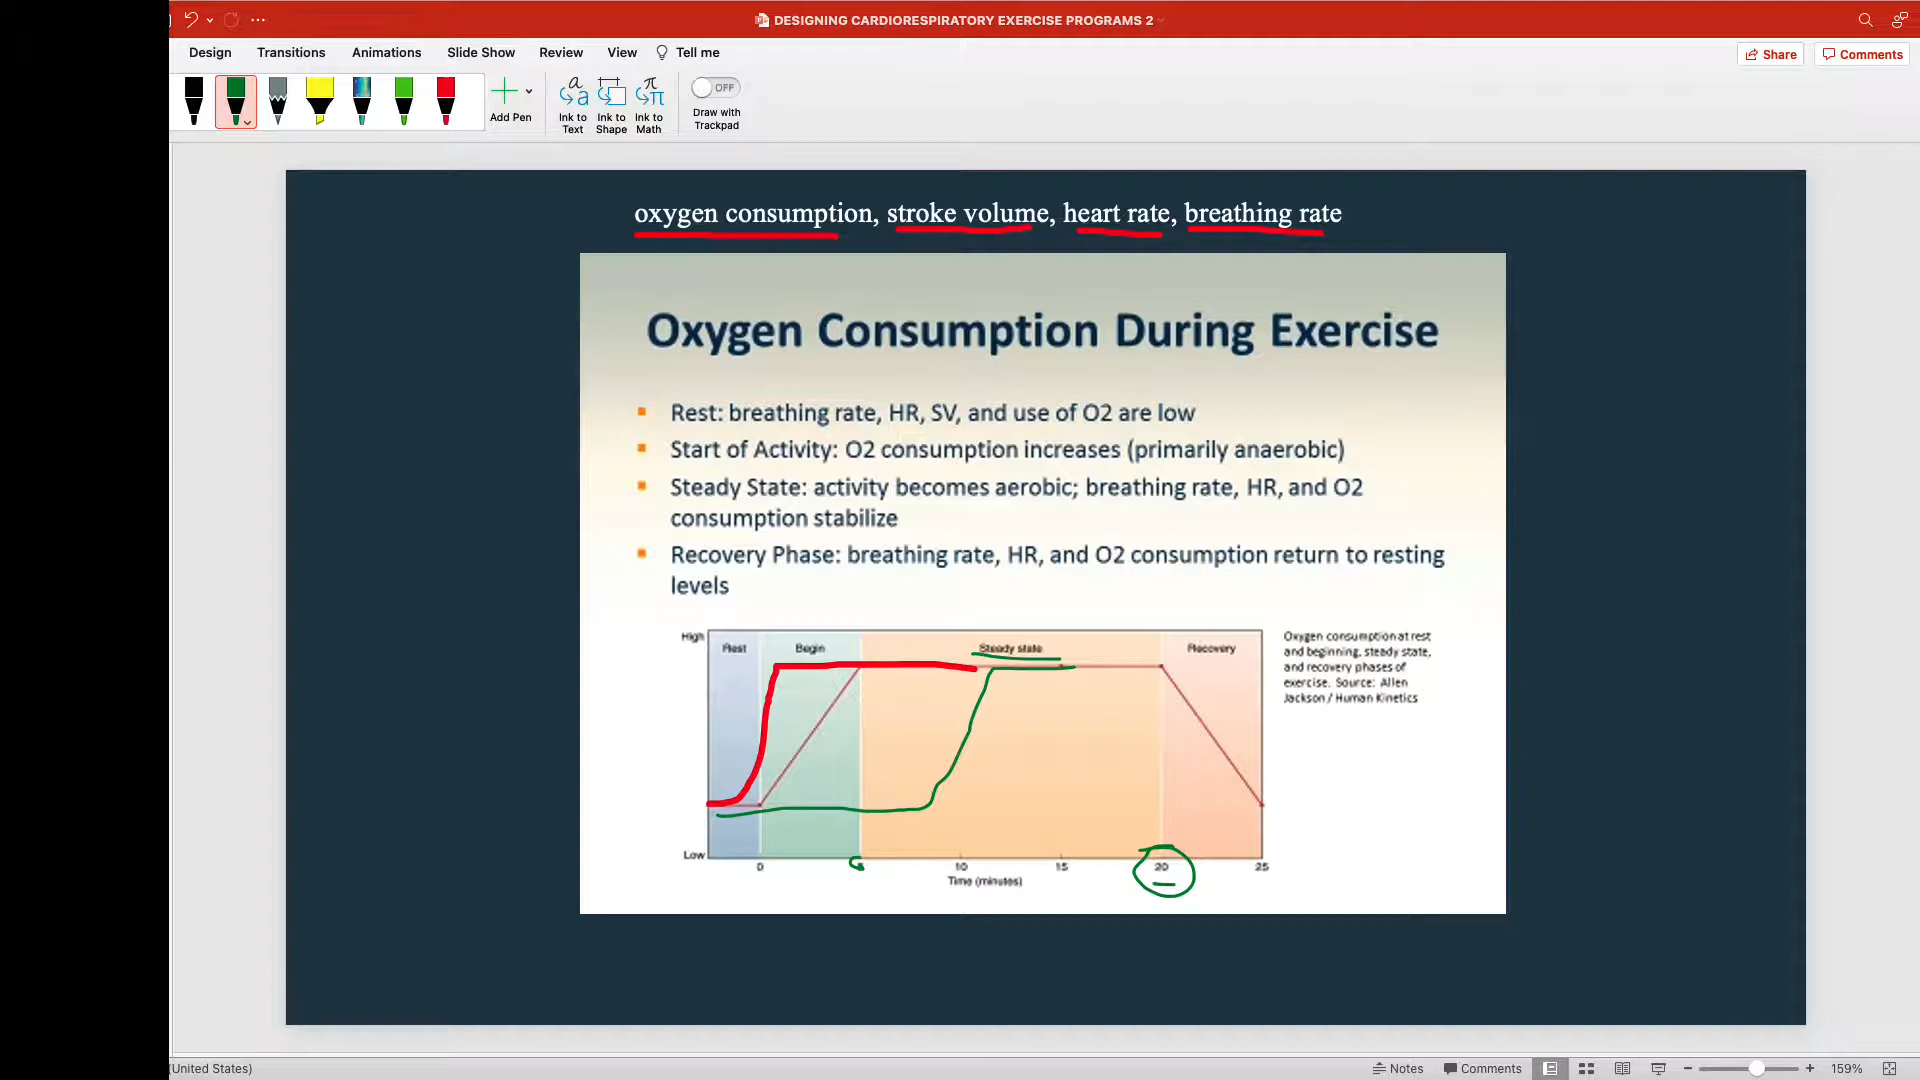 DESIGNING CARDIORESPIRATORY EXERCISE PROGRAMS 2
Design Transitions Animations Slide Show Review View Tell me
Share Comments
Add Pen
Ink to Text
Ink to Shape
Ink to Math
OFF
Draw with Trackpad
oxygen consumption, stroke volume, heart rate, breathing rate
Oxygen Consumption During Exercise
Rest: breathing rate, HR, SV, and use of O2 are low
Start of Activity: O2 consumption increases (primarily anaerobic)
Steady State: activity becomes aerobic; breathing rate, HR, and O2
consumption stabilize
Recovery Phase: breathing rate, HR, and O2 consumption return to resting
levels
High
Rest Begin Steady state Recovery
Low
0 10 15 20 25
Time (minutes)
Oxygen consumption at rest
and beginning, steady state,
and recovery phases of
exercise. Source: Allen
Jackson / Human Kinetics
(United States)
Notes Comments 159%